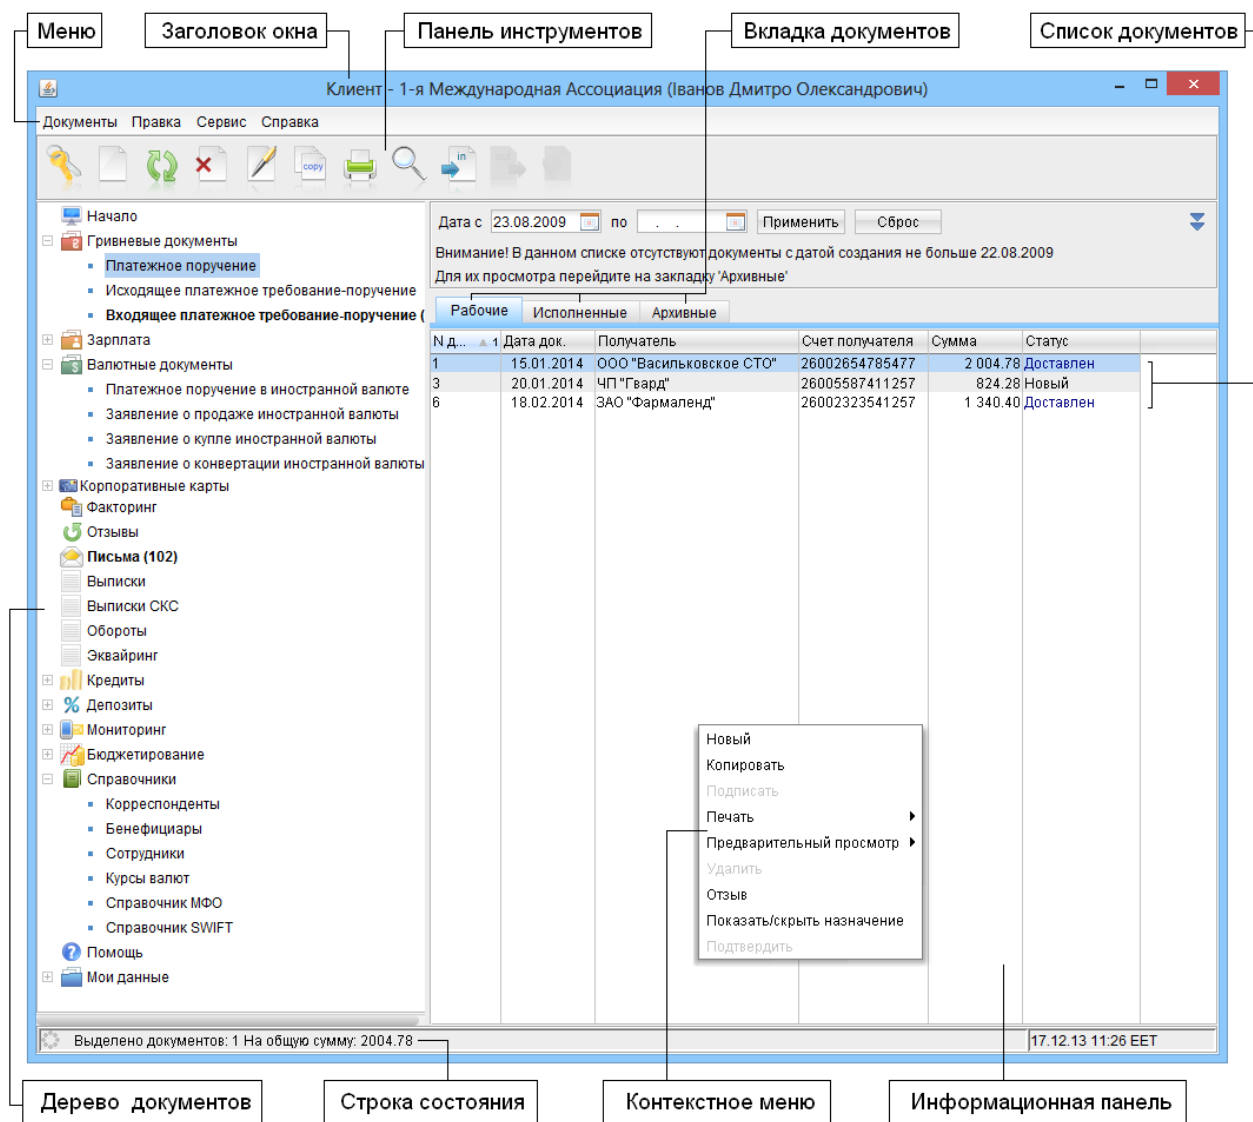 Меню
Заголовок окна
Панель инструментов
Вкладка документов
Список документов
Клиент - 1-я Международная Ассоциация (Іванов Дмитро Олександрович)
Документы Правка Сервис Справка
copy
in
out
Начало
Гривневые документы
Платежное поручение
Исходящее платежное требование-поручение
Входящее платежное требование-поручение (
Зарплата
Валютные документы
Платежное поручение в иностранной валюте
Заявление о продаже иностранной валюты
Заявление о купле иностранной валюты
Заявление о конвертации иностранной валюты
Корпоративные карты
Факторинг
Отзывы
Письма (102)
Выписки
Выписки СКС
Обороты
Эквайринг
Кредиты
Депозиты
Мониторинг
Бюджетирование
Справочники
Корреспонденты
Бенефициары
Сотрудники
Курсы валют
Справочник МФО
Справочник SWIFT
Помощь
Мои данные
Дата с 23.08.2009 по . . Применить Сброс
Внимание! В данном списке отсутствуют документы с датой создания не больше 22.08.2009
Для их просмотра перейдите на закладку 'Архивные'
Рабочие Исполненные Архивные
N д... 1 Дата док. Получатель Счет получателя Сумма Статус
1 15.01.2014 ООО "Васильковское СТО" 26002654785477 2 004.78 Доставлен
3 20.01.2014 ЧП "Гвард" 26005587411257 824.28 Новый
6 18.02.2014 ЗАО "Фармаленд" 26002323541257 1 340.40 Доставлен
Новый
Копировать
Подписать
Печать
Предварительный просмотр
Удалить
Отзыв
Показать/скрыть назначение
Подтвердить
Выделено документов: 1 На общую сумму: 2004.78
17.12.13 11:26 EET
Дерево документов
Строка состояния
Контекстное меню
Информационная панель